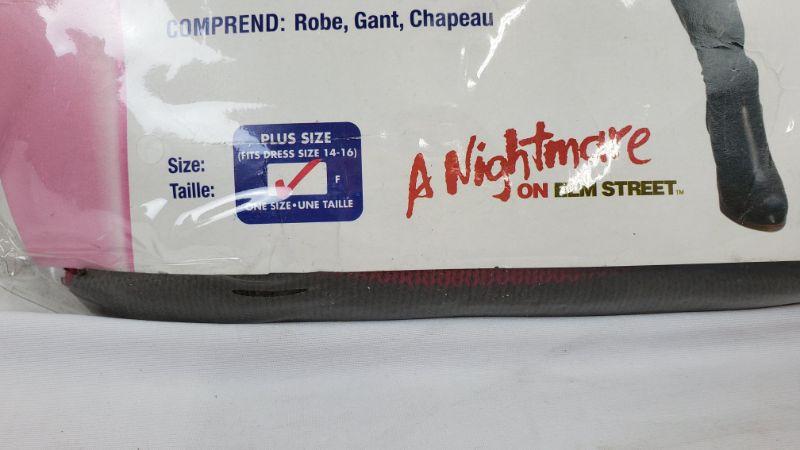 COMPREND: Robe, Gant, Chapeau
PLUS SIZE
(FITS DRESS SIZE 14-16)
Size:
Taille:
F
ONE SIZE • UNE TAILLE
A Nightmare
ON ELM STREET™